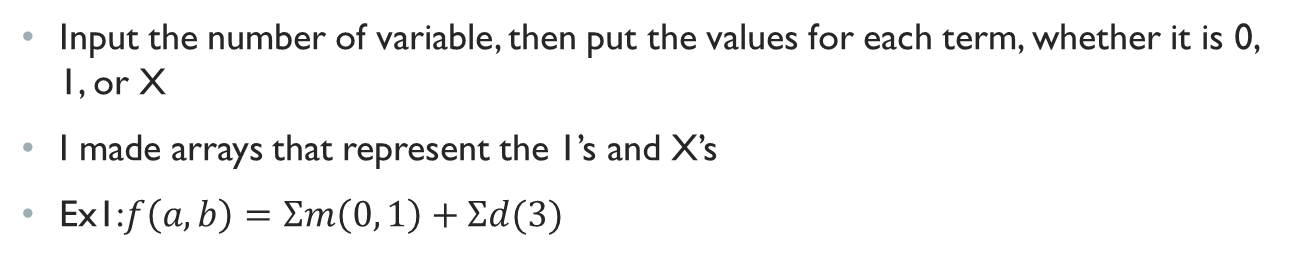 • Input the number of variable, then put the values for each term, whether it is 0,
1, or X
• I made arrays that represent the 1’s and X’s
• Ex1:f(a, b) = Σm(0, 1) + Σd(3)